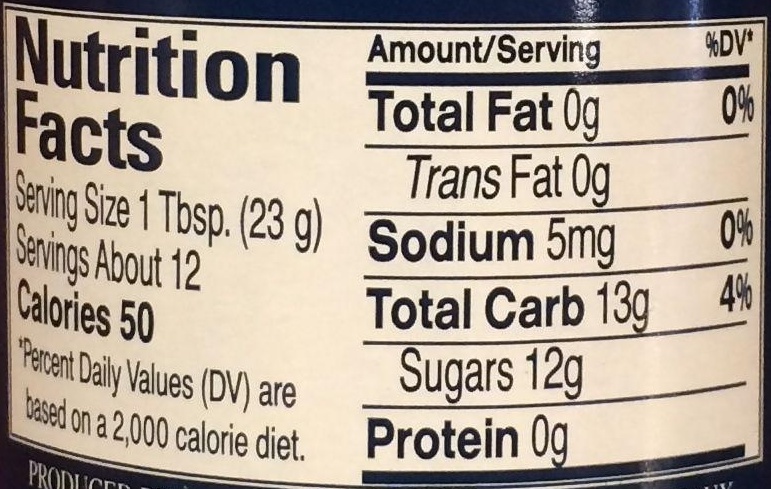 Nutrition
Facts
Serving Size 1 Tbsp. (23 g)
Servings About 12
Calories 50
*Percent Daily Values (DV) are
based on a 2,000 calorie diet.
Amount/Serving %DV*
Total Fat 0g 0%
Trans Fat 0g
Sodium 5mg 0%
Total Carb 13g 4%
Sugars 12g
Protein 0g